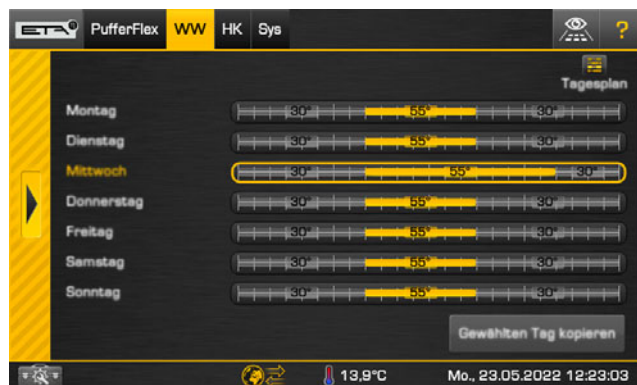 ETA PufferFlex WW HK Sys ?
Tagesplan
Montag 30° 55° 30°
Dienstag 30° 55° 30°
Mittwoch 30° 55° 30°
Donnerstag 30° 55° 30°
Freitag 30° 55° 30°
Samstag 30° 55° 30°
Sonntag 30° 55° 30°
Gewählten Tag kopieren
13,9°C Mo., 23.05.2022 12:23:03